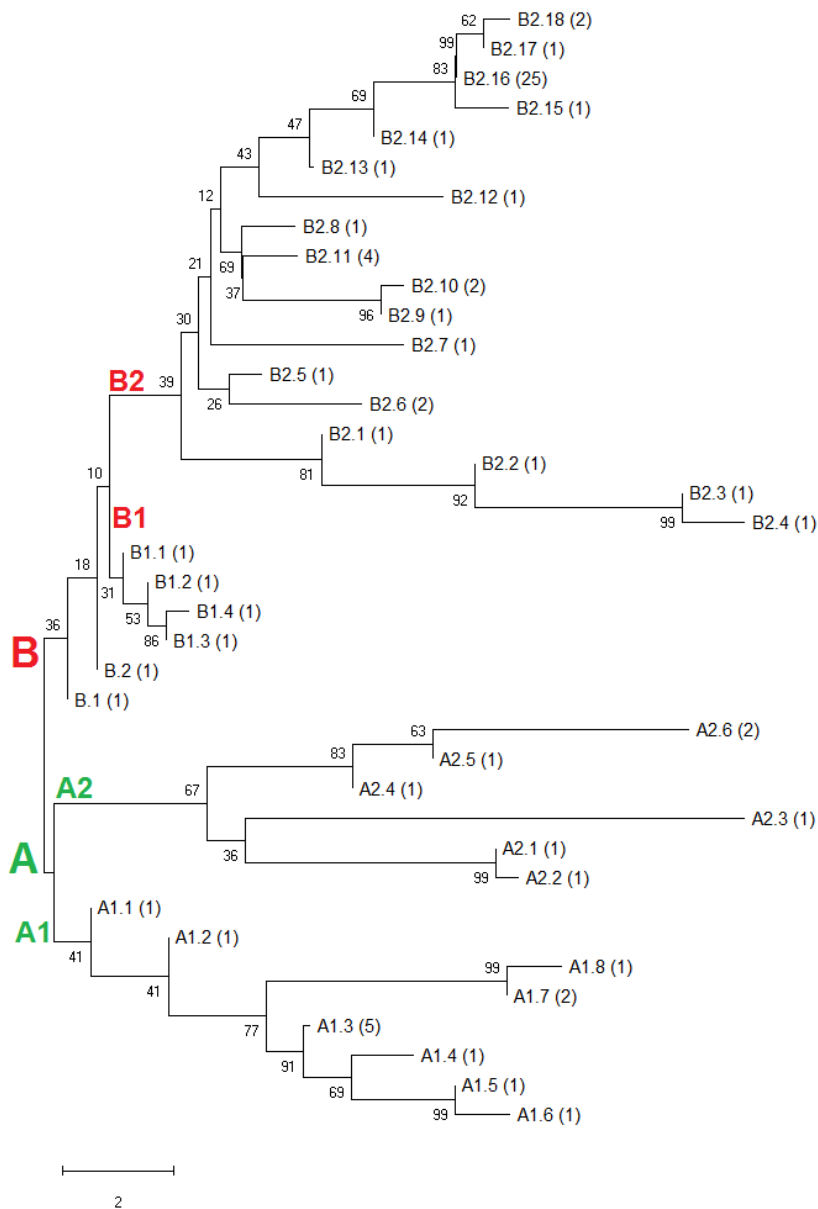 B2.18 (2)
62
B2.17 (1)
99
B2.16 (25)
83
B2.15 (1)
69
B2.14 (1)
47
B2.13 (1)
43
B2.12 (1)
12
B2.8 (1)
B2.11 (4)
69
21
B2.10 (2)
37
B2.9 (1)
96
30
B2.7 (1)
B2.5 (1)
B2 39
B2.6 (2)
26
B2.1 (1)
B2.2 (1)
81
10
B2.3 (1)
92
B2.4 (1)
99
B1
B1.1 (1)
18
B1.2 (1)
31
B1.4 (1)
53
36
B1.3 (1)
86
B
B.2 (1)
B.1 (1)
A2.6 (2)
63
A2.5 (1)
83
A2.4 (1)
A2 67
A2.3 (1)
A2.1 (1)
36
A
A2.2 (1)
99
A1.1 (1)
A1
A1.2 (1)
41
A1.8 (1)
99
41
A1.7 (2)
77
A1.3 (5)
A1.4 (1)
91
A1.5 (1)
69
A1.6 (1)
99
2